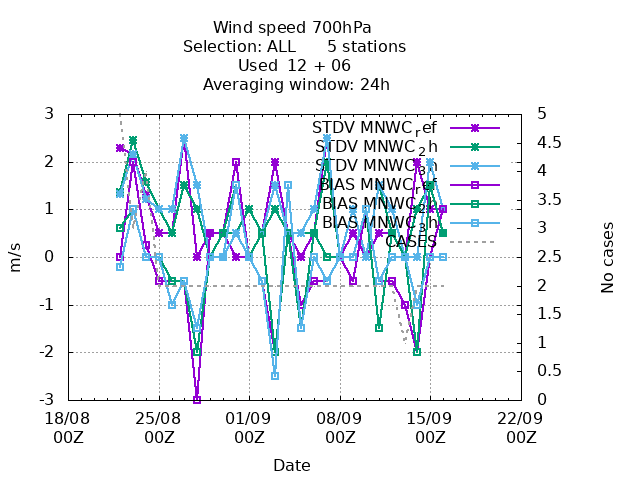 Wind speed 700hPa
Selection: ALL 5 stations
Used 12 + 06
Averaging window: 24h
3 5
STDV MNWC_ref
4.5
STDV MNWC_2h
2 4
STDV MNWC_3h
BIAS MNWC_ref
3.5
1
BIAS MNWC_2h
BIAS MNWC_3h
3
CASES
0 2.5
m/s
No cases
2
-1
1.5
-2 1
0.5
-3 0
18/08 25/08 01/09 08/09 15/09 22/09
00Z 00Z 00Z 00Z 00Z 00Z
Date